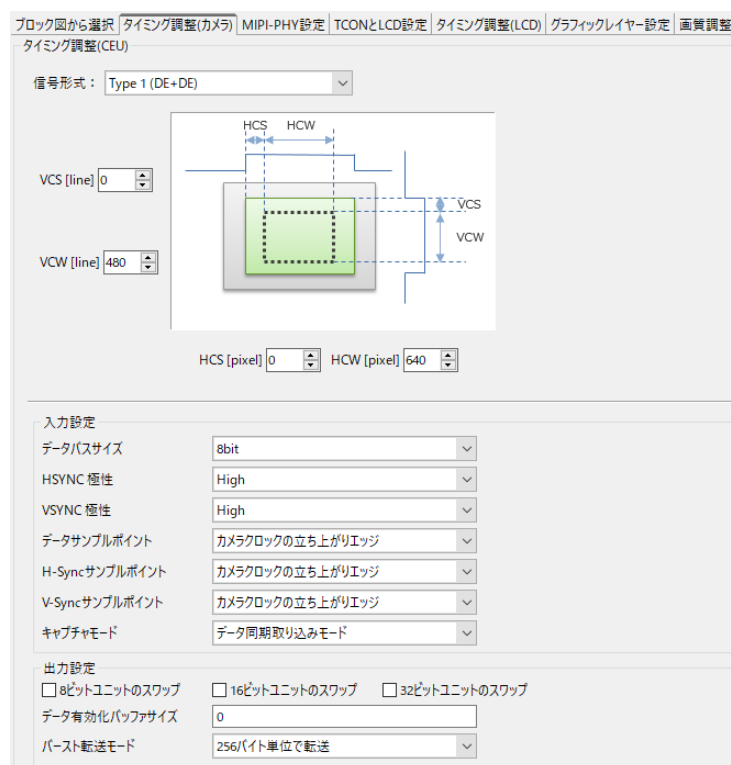 ブロック図から選択 タイミング調整(カメラ) MIPI-PHY設定 TCONとLCD設定 タイミング調整(LCD) グラフィックレイヤー設定 画質調整
タイミング調整(CEU)
信号形式： Type 1 (DE+DE)
HCS HCW
VCS [line] 0
VCS
VCW
VCW [line] 480
HCS [pixel] 0 HCW [pixel] 640
入力設定
データバスサイズ 8bit
HSYNC 極性 High
VSYNC 極性 High
データサンプルポイント カメラクロックの立ち上がりエッジ
H-Syncサンプルポイント カメラクロックの立ち上がりエッジ
V-Syncサンプルポイント カメラクロックの立ち上がりエッジ
キャプチャモード データ同期取り込みモード
出力設定
8ビットユニットのスワップ 16ビットユニットのスワップ 32ビットユニットのスワップ
データ有効化バッファサイズ 0
バースト転送モード 256バイト単位で転送